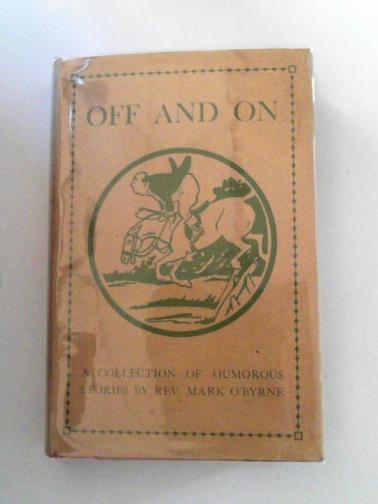 OFF AND ON
A COLLECTION OF HUMOROUS
STORIES BY REV. MARK O'BYRNE